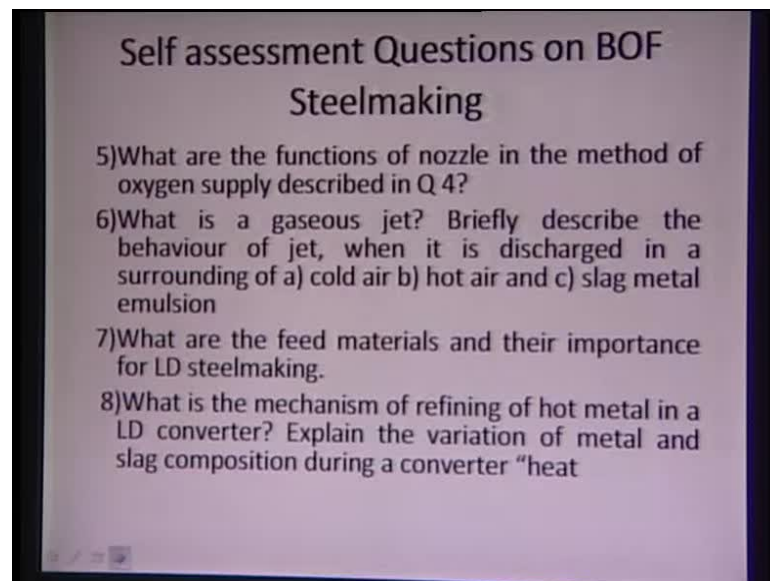 Self assessment Questions on BOF
Steelmaking
5)What are the functions of nozzle in the method of
oxygen supply described in Q 4?
6)What is a gaseous jet? Briefly describe the
behaviour of jet, when it is discharged in a
surrounding of a) cold air b) hot air and c) slag metal
emulsion
7)What are the feed materials and their importance
for LD steelmaking.
8)What is the mechanism of refining of hot metal in a
LD converter? Explain the variation of metal and
slag composition during a converter “heat